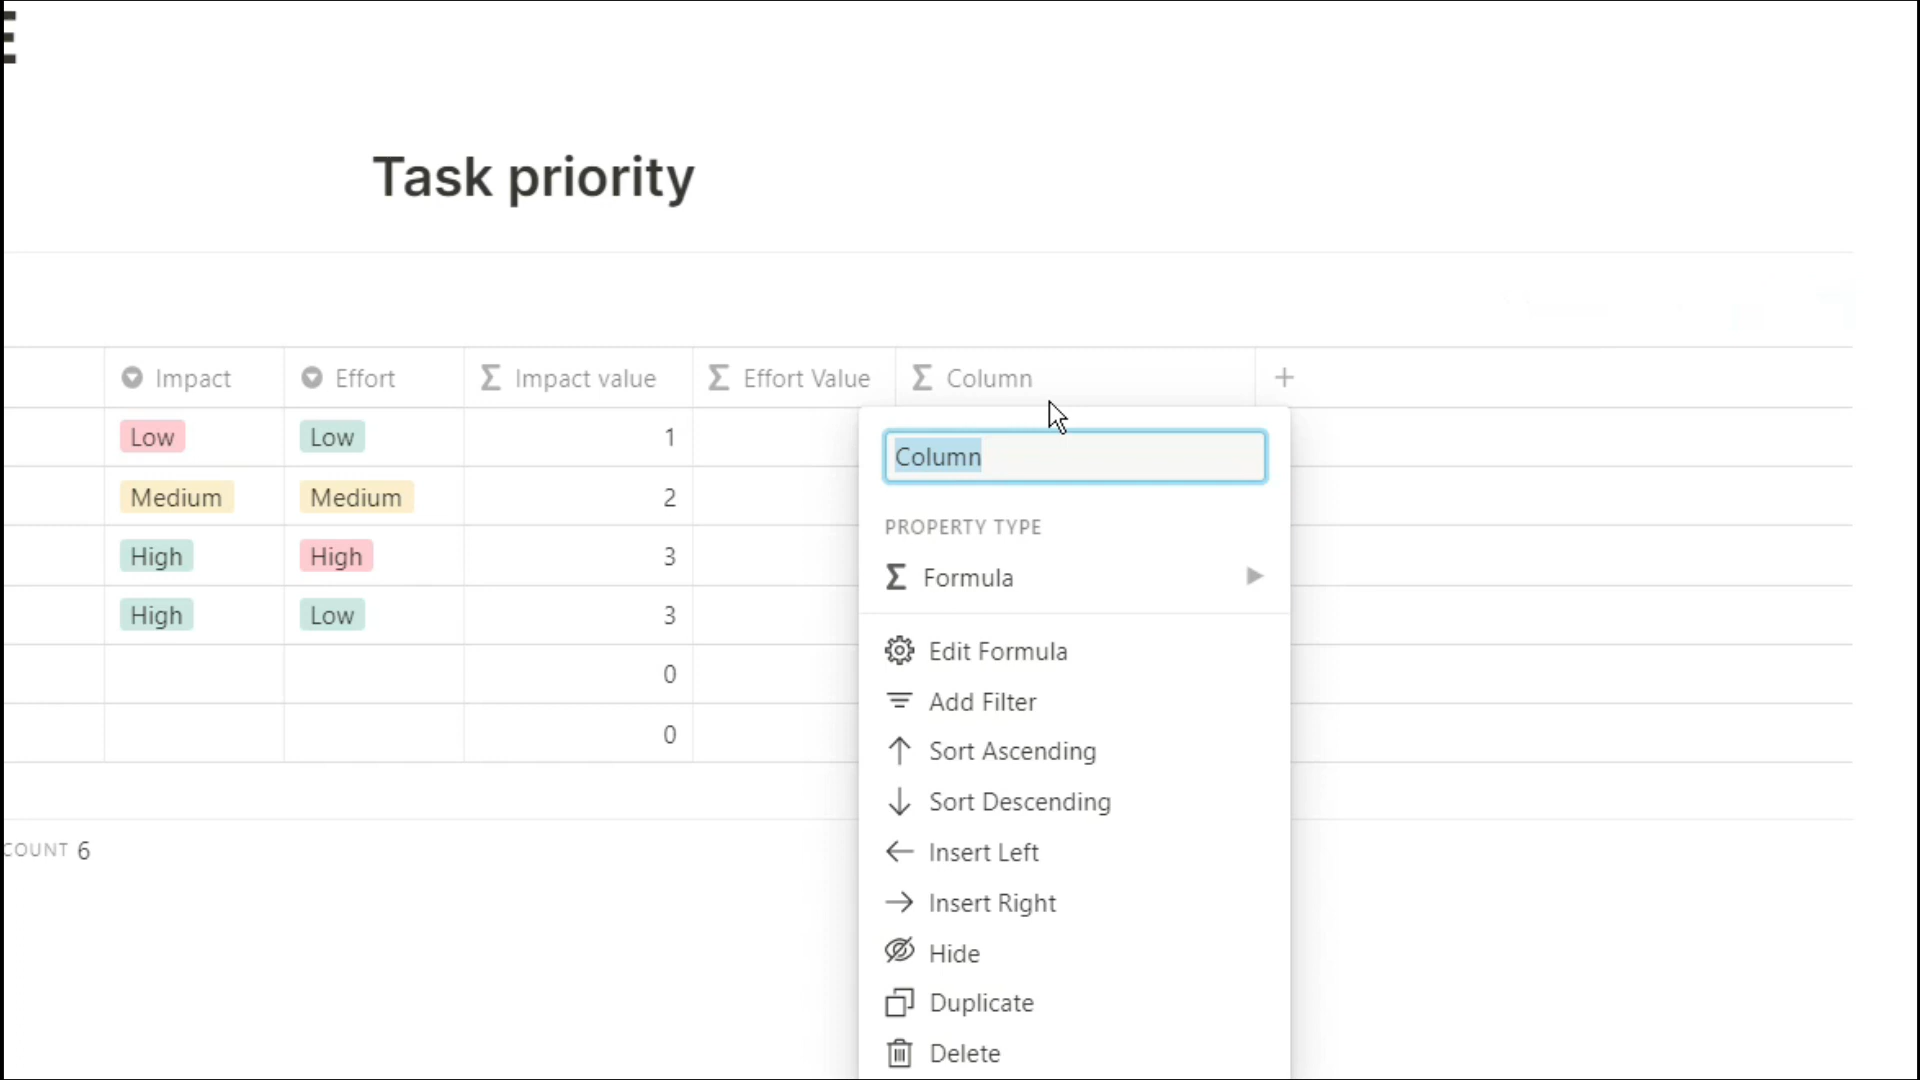 Task priority
Impact Effort Impact value Effort Value Column
Low Low 1
Column
Medium Medium 2
PROPERTY TYPE
High High 3
Formula
High Low 3
Edit Formula
0
Add Filter
0
Sort Ascending
Sort Descending
COUNT 6
Insert Left
Insert Right
Hide
Duplicate
Delete